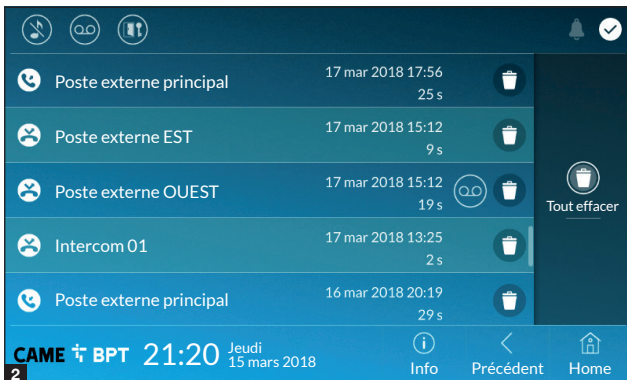 Poste externe principal 17 mar 2018 17:56
25 s
Poste externe EST 17 mar 2018 15:12
9 s
Poste externe OUEST 17 mar 2018 15:12
19 s
Tout effacer
Intercom 01 17 mar 2018 13:25
2 s
Poste externe principal 16 mar 2018 20:19
29 s
CAME BPT 21:20 Jeudi
15 mars 2018
Info Précédent Home
2